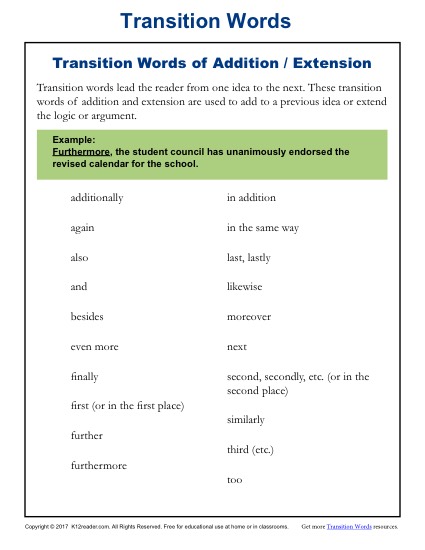 Transition Words
Transition Words of Addition / Extension
Transition words lead the reader from one idea to the next. These transition
words of addition and extension are used to add to a previous idea or extend
the logic or argument.
Example:
Furthermore, the student council has unanimously endorsed the
revised calendar for the school.
additionally
again
also
and
besides
even more
finally
first (or in the first place)
further
furthermore
in addition
in the same way
last, lastly
likewise
moreover
next
second, secondly, etc. (or in the
second place)
similarly
third (etc.)
too
Copyright © 2017 K12reader.com. All Rights Reserved. Free for educational use at home or in classrooms. Get more Transition Words resources.